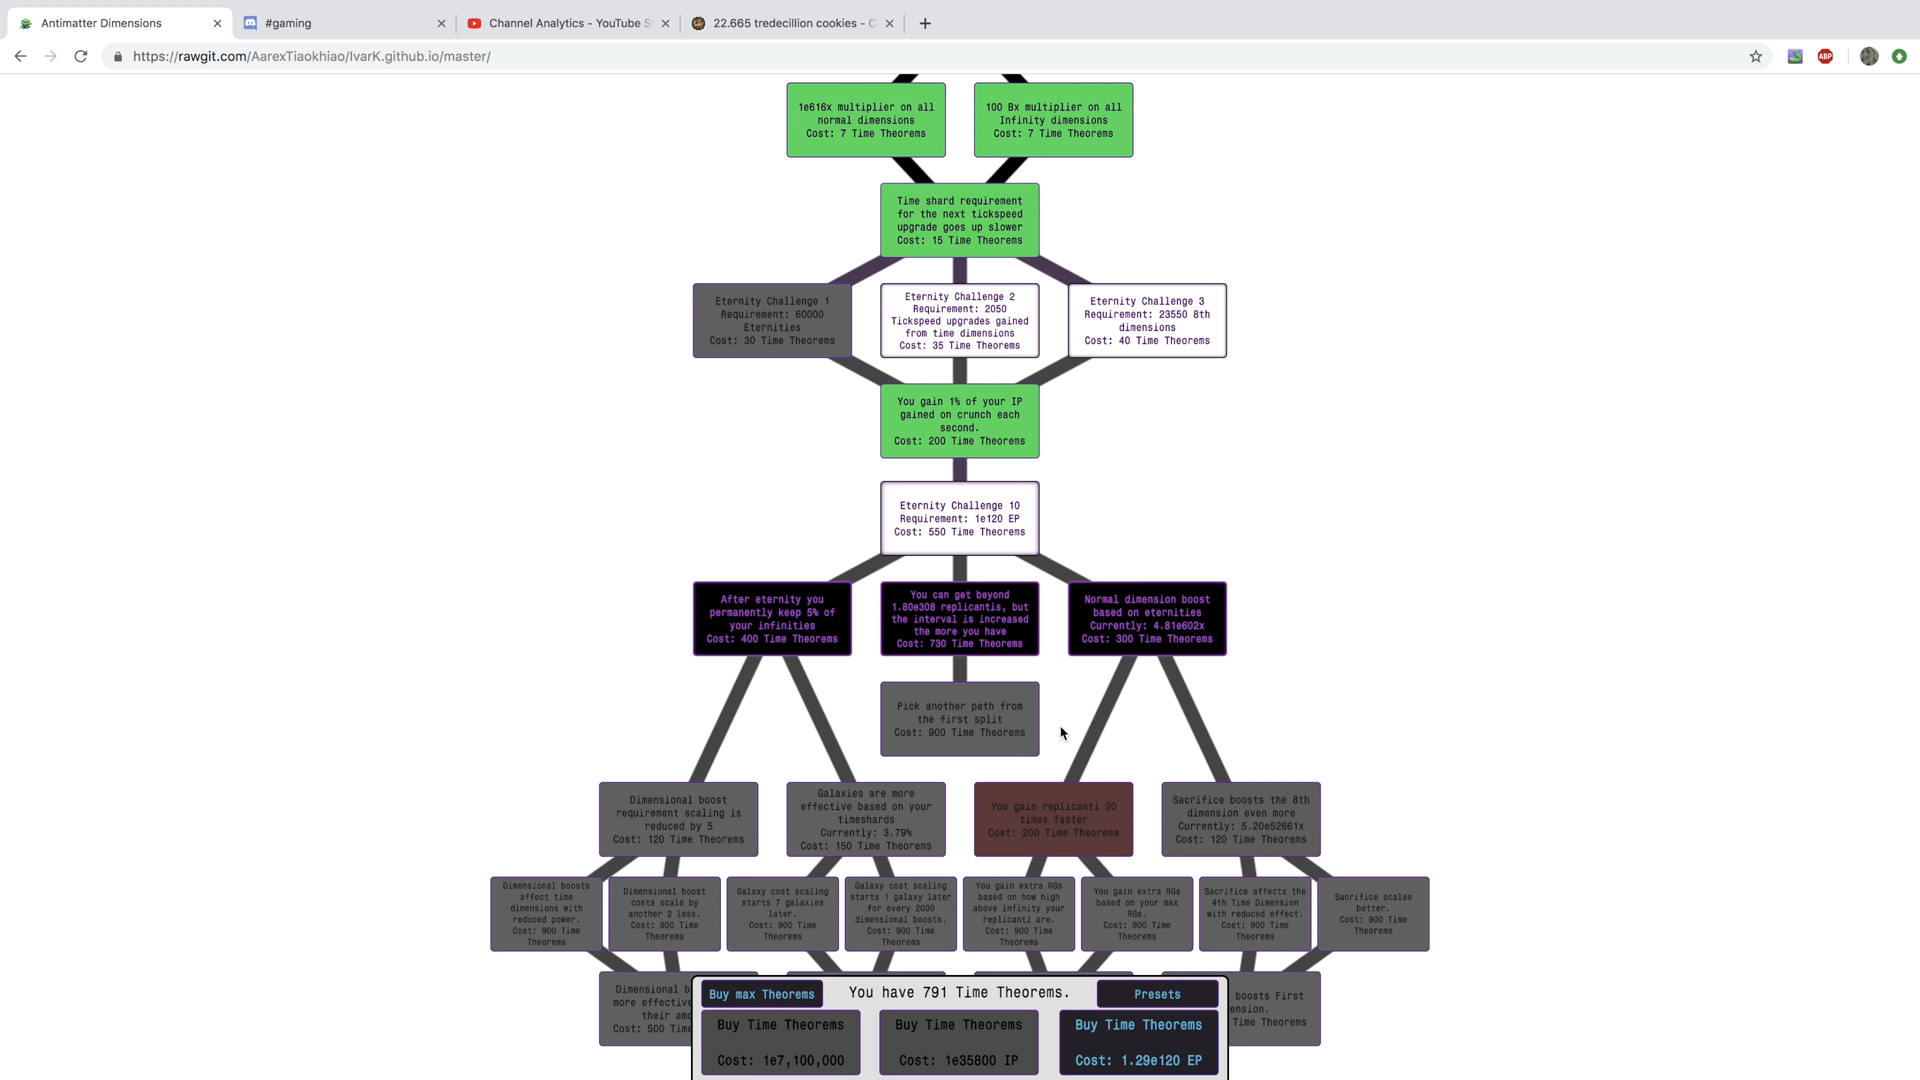 Antimatter Dimensions
#gaming
Channel Analytics - YouTube S
22.665 tredecillion cookies - C
https://rawgit.com/AarexTiaokhiao/IvarK.github.io/master/
ABP
1e616x multiplier on all
normal dimensions
Cost: 7 Time Theorems
100 Bx multiplier on all
Infinity dimensions
Cost: 7 Time Theorems
Time shard requirement
for the next tickspeed
upgrade goes up slower
Cost: 15 Time Theorems
Eternity Challenge 1
Requirement: 60000
Eternities
Cost: 30 Time Theorems
Eternity Challenge 2
Requirement: 2050
Tickspeed upgrades gained
from time dimensions
Cost: 35 Time Theorems
Eternity Challenge 3
Requirement: 23550 8th
dimensions
Cost: 40 Time Theorems
You gain 1% of your IP
gained on crunch each
second.
Cost: 200 Time Theorems
Eternity Challenge 10
Requirement: 1e120 EP
Cost: 550 Time Theorems
After eternity you
permanently keep 5% of
your infinities
Cost: 400 Time Theorems
You can get beyond
1.80e308 replicantis, but
the interval is increased
the more you have
Cost: 730 Time Theorems
Normal dimension boost
based on eternities
Currently: 4.81e602x
Cost: 300 Time Theorems
Pick another path from
the first split
Cost: 900 Time Theorems
Dimensional boost
requirement scaling is
reduced by 5
Cost: 120 Time Theorems
Galaxies are more
effective based on your
timeshards
Currently: 3.79%
Cost: 150 Time Theorems
You gain replicanti 20
times faster
Cost: 200 Time Theorems
Sacrifice boosts the 8th
dimension even more
Currently: 5.20e52661x
Cost: 120 Time Theorems
Dimensional boosts
affect time
dimensions with
reduced power.
Cost: 900 Time
Theorems
Dimensional boost
costs scale by
another 2 less.
Cost: 900 Time
Theorems
Galaxy cost scaling
starts 7 galaxies
later.
Cost: 900 Time
Theorems
Galaxy cost scaling
starts 1 galaxy later
for every 2000
dimensional boosts.
Cost: 900 Time
Theorems
You gain extra RGs
based on how high
above infinity your
replicanti are.
Cost: 900 Time
Theorems
You gain extra RGs
based on your max
RGs.
Cost: 900 Time
Theorems
Sacrifice affects the
4th Time Dimension
with reduced effect.
Cost: 900 Time
Theorems
Sacrifice scales
better.
Cost: 900 Time
Theorems
Dimensional b
more effective
their amo
Cost: 500 Time
boosts First
ension.
Time Theorems
Buy max Theorems
You have 791 Time Theorems.
Presets
Buy Time Theorems
Cost: 1e7,100,000
Buy Time Theorems
Cost: 1e35800 IP
Buy Time Theorems
Cost: 1.29e120 EP